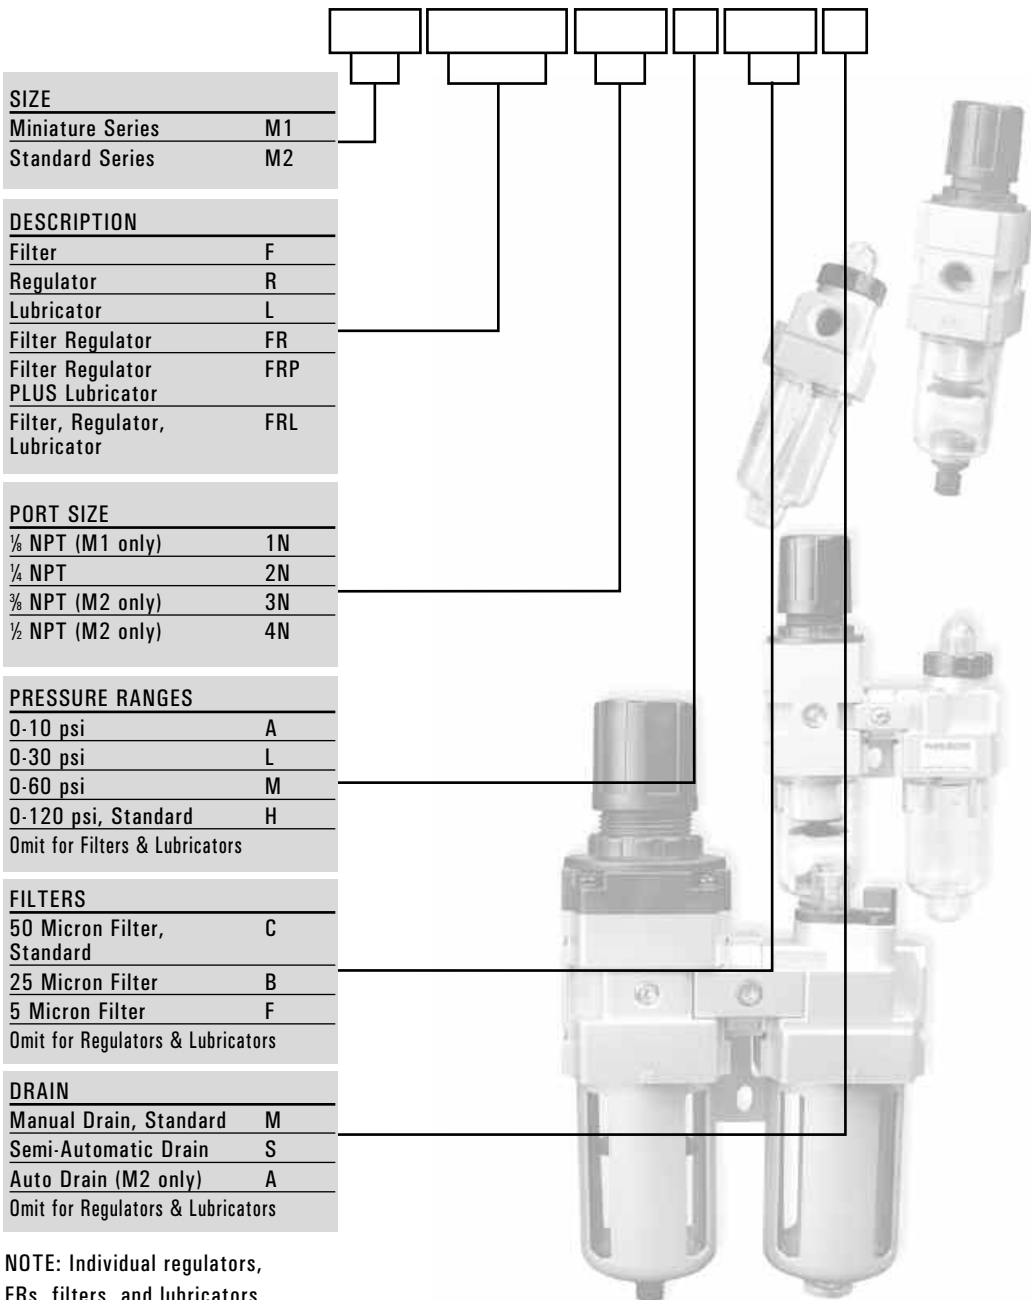 SIZE
Miniature Series M1
Standard Series M2
DESCRIPTION
Filter F
Regulator R
Lubricator L
Filter Regulator FR
Filter Regulator FRP
PLUS Lubricator
Filter, Regulator, FRL
Lubricator
PORT SIZE
⅛ NPT (M1 only) 1N
¼ NPT 2N
⅜ NPT (M2 only) 3N
½ NPT (M2 only) 4N
PRESSURE RANGES
0-10 psi A
0-30 psi L
0-60 psi M
0-120 psi, Standard H
Omit for Filters & Lubricators
FILTERS
50 Micron Filter, C
Standard
25 Micron Filter B
5 Micron Filter F
Omit for Regulators & Lubricators
DRAIN
Manual Drain, Standard M
Semi-Automatic Drain S
Auto Drain (M2 only) A
Omit for Regulators & Lubricators
NOTE: Individual regulators,
FRs, filters, and lubricators